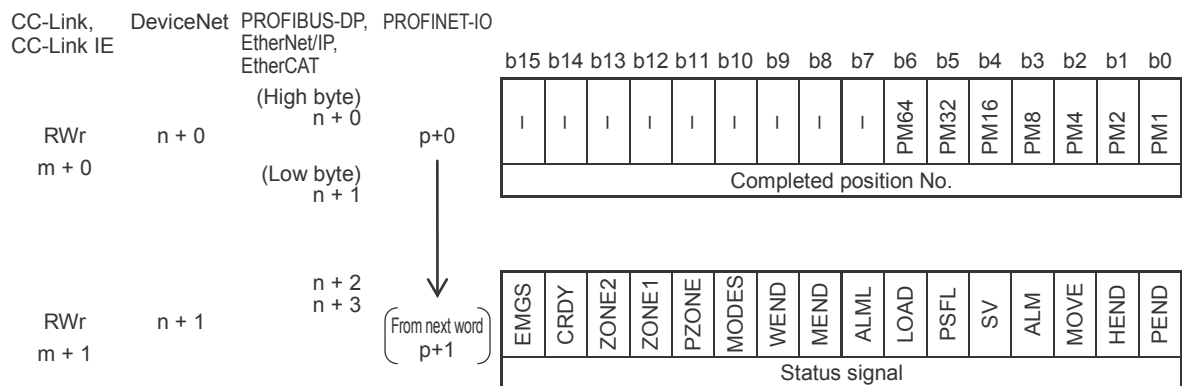 CC-Link, DeviceNet PROFIBUS-DP, PROFINET-IO
CC-Link IE EtherNet/IP,
EtherCAT
b15 b14 b13 b12 b11 b10 b9 b8 b7 b6 b5 b4 b3 b2 b1 b0
(High byte)
n + 0
RWr n + 0 p+0
m + 0
(Low byte)
n + 1
– – – – – – – – – PM64 PM32 PM16 PM8 PM4 PM2 PM1
Completed position No.
n + 2
n + 3
RWr n + 1 From next word
m + 1 p+1
EMGS CRDY ZONE2 ZONE1 PZONE MODES WEND MEND ALML LOAD PSFL SV ALM MOVE HEND PEND
Status signal